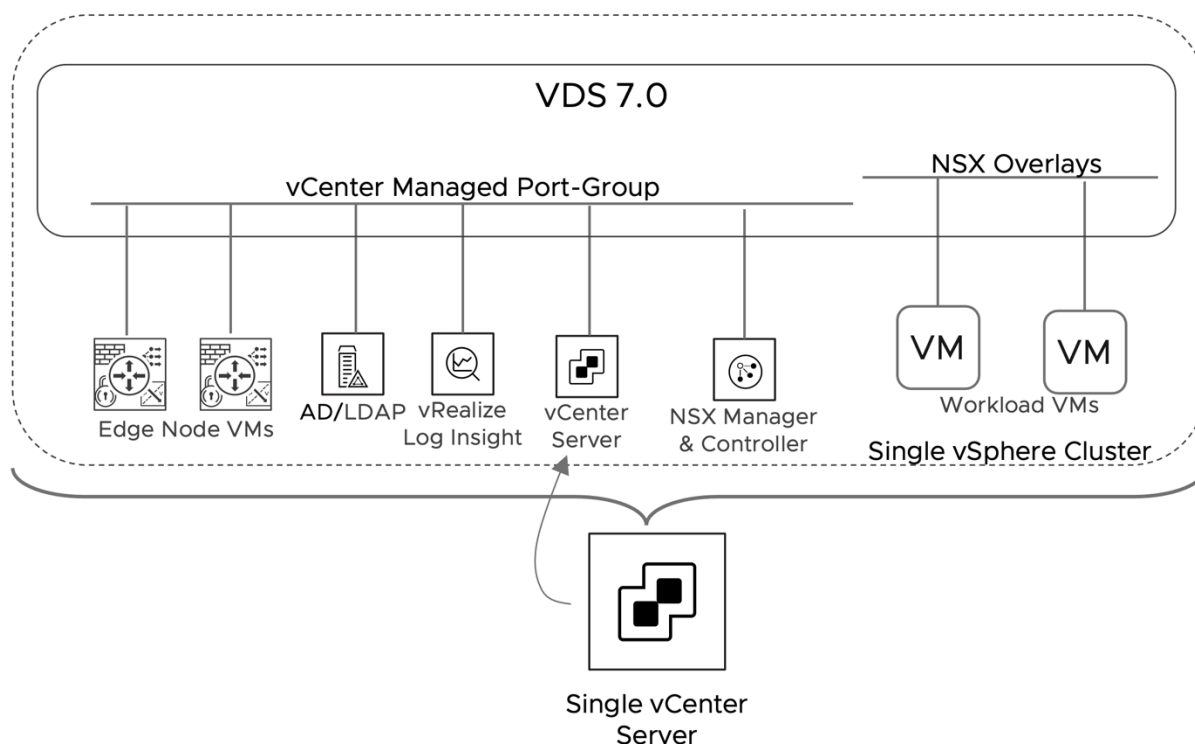 VDS 7.0
NSX Overlays
vCenter Managed Port-Group
VM
VM
Edge Node VMs
AD/LDAP
vRealize
Log Insight
vCenter
Server
NSX Manager
& Controller
Workload VMs
Single vSphere Cluster
Single vCenter
Server